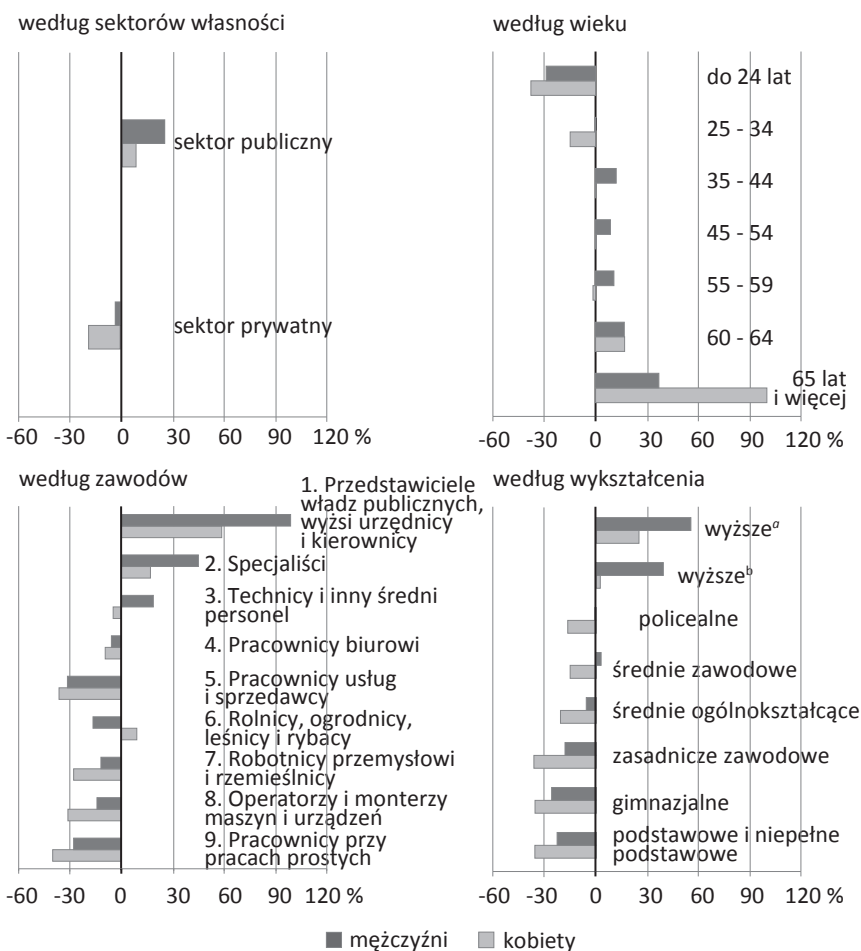 według sektorów własności
sektor publiczny
sektor prywatny
-60 -30 0 30 60 90 120 %
według wieku
do 24 lat
25 - 34
35 - 44
45 - 54
55 - 59
60 - 64
65 lat
i więcej
-60 -30 0 30 60 90 120 %
według zawodów
1. Przedstawiciele
władz publicznych,
wyżsi urzędnicy
i kierownicy
2. Specjaliści
3. Technicy i inny średni
personel
4. Pracownicy biurowi
5. Pracownicy usług
i sprzedawcy
6. Rolnicy, ogrodnicy,
leśnicy i rybacy
7. Robotnicy przemysłowi
i rzemieślnicy
8. Operatorzy i monterzy
maszyn i urządzeń
9. Pracownicy przy
pracach prostych
-60 -30 0 30 60 90 120 %
według wykształcenia
wyższe a
wyższe b
policealne
średnie zawodowe
średnie ogólnokształcące
zasadnicze zawodowe
gimnazjalne
podstawowe i niepełne
podstawowe
-60 -30 0 30 60 90 120 %
mężczyźni kobiety